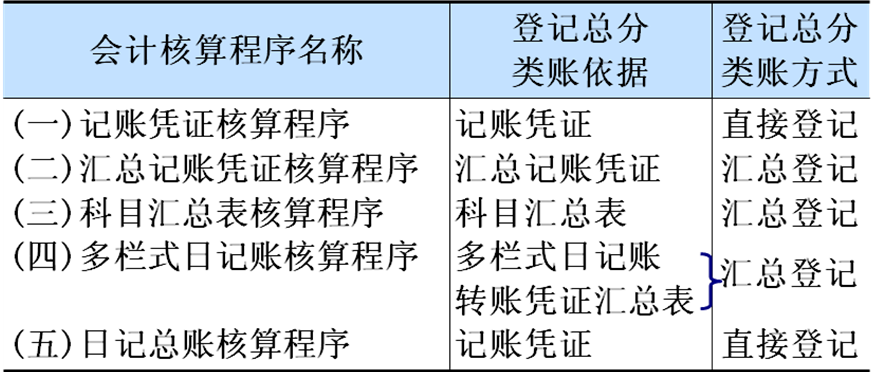 会计核算程序名称 登记总分类账依据 登记总分类账方式
(一)记账凭证核算程序 记账凭证 直接登记
(二)汇总记账凭证核算程序 汇总记账凭证 汇总登记
(三)科目汇总表核算程序 科目汇总表 汇总登记
(四)多栏式日记账核算程序 多栏式日记账
转账凭证汇总表 汇总登记
(五)日记总账核算程序 记账凭证 直接登记